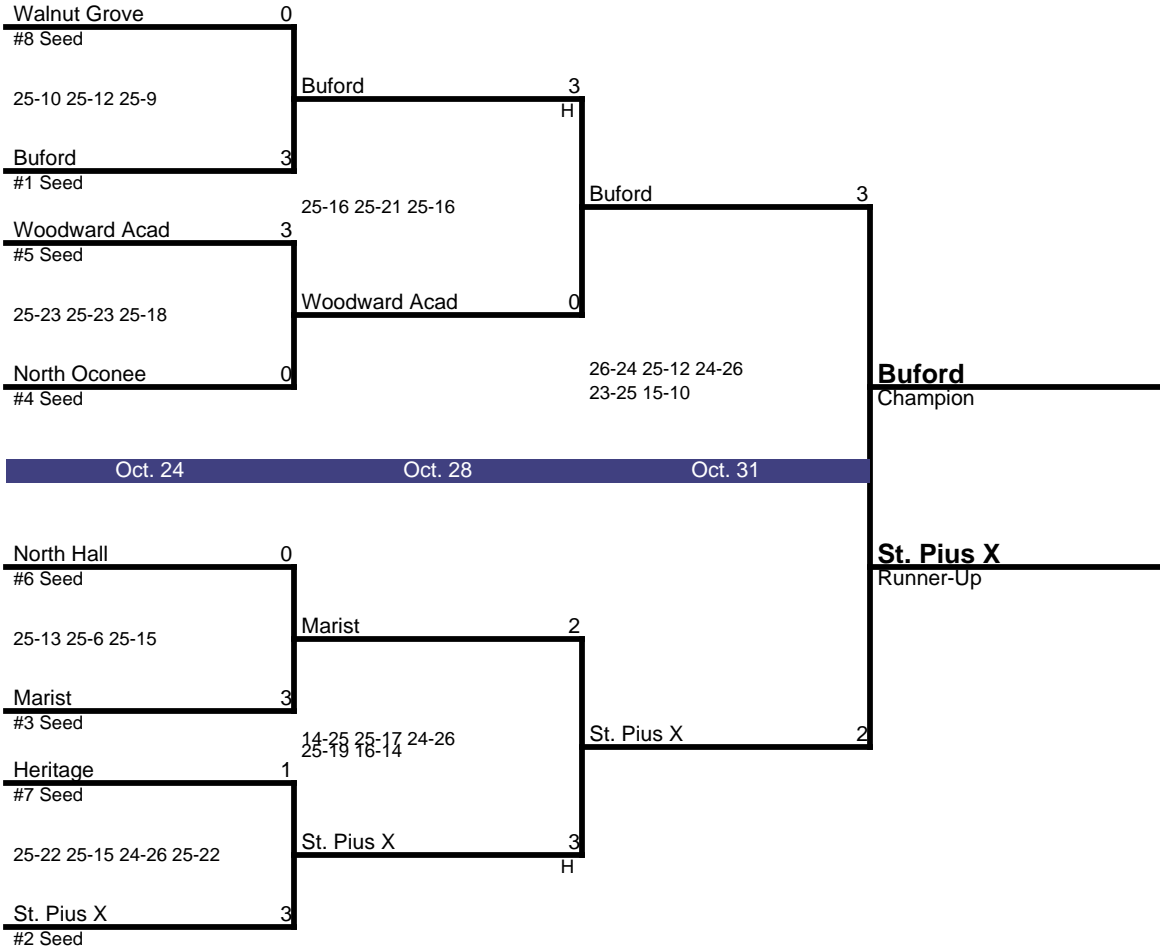 Walnut Grove 0
#8 Seed
25-10 25-12 25-9
Buford 3
#1 Seed
Woodward Acad 3
#5 Seed
25-23 25-23 25-18
North Oconee 0
#4 Seed
Buford 3
H
25-16 25-21 25-16
Woodward Acad 0
Buford 3
26-24 25-12 24-26
23-25 15-10
Buford
Champion
Oct. 24 Oct. 28 Oct. 31
North Hall 0
#6 Seed
25-13 25-6 25-15
Marist 3
#3 Seed
Heritage 1
#7 Seed
25-22 25-15 24-26 25-22
St. Pius X 3
#2 Seed
Marist 2
14-25 25-17 24-26
25-19 16-14
St. Pius X 3
H
St. Pius X 2
St. Pius X
Runner-Up